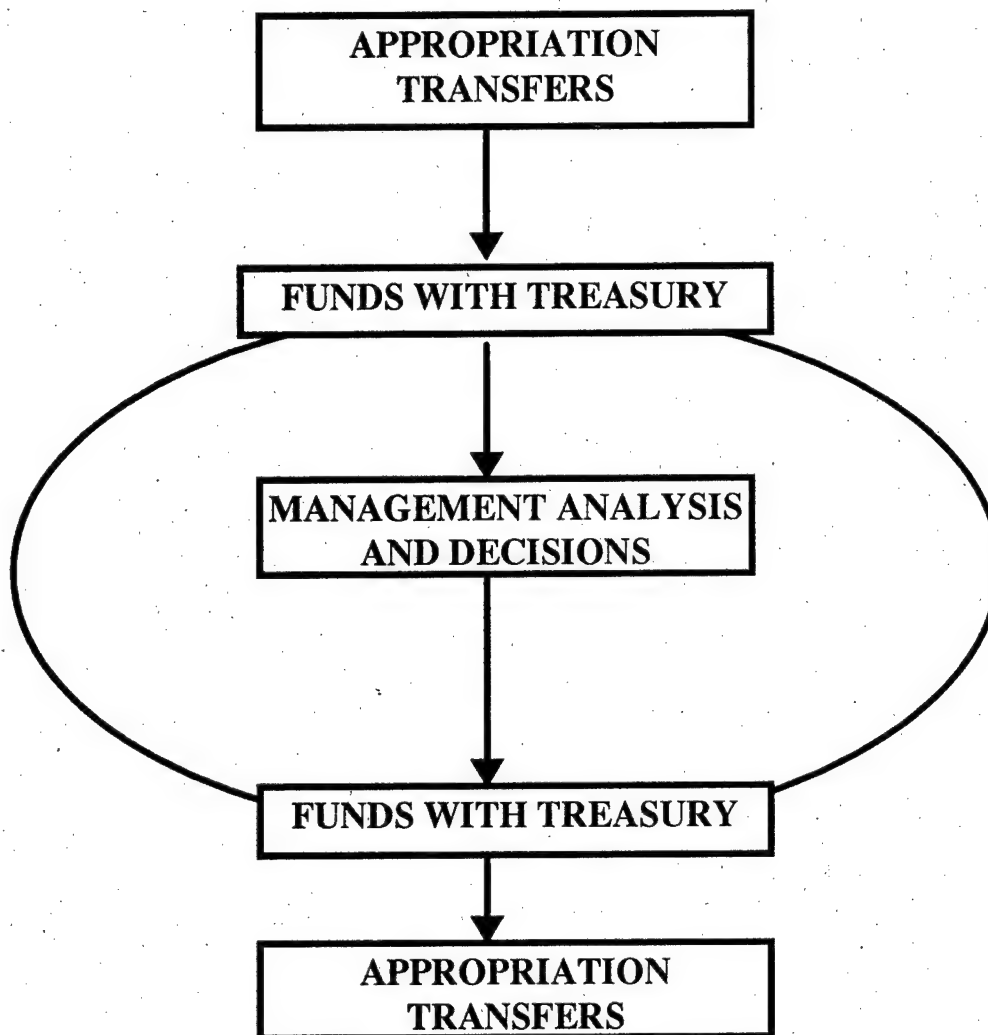 APPROPRIATION
TRANSFERS
FUNDS WITH TREASURY
MANAGEMENT ANALYSIS
AND DECISIONS
FUNDS WITH TREASURY
APPROPRIATION
TRANSFERS